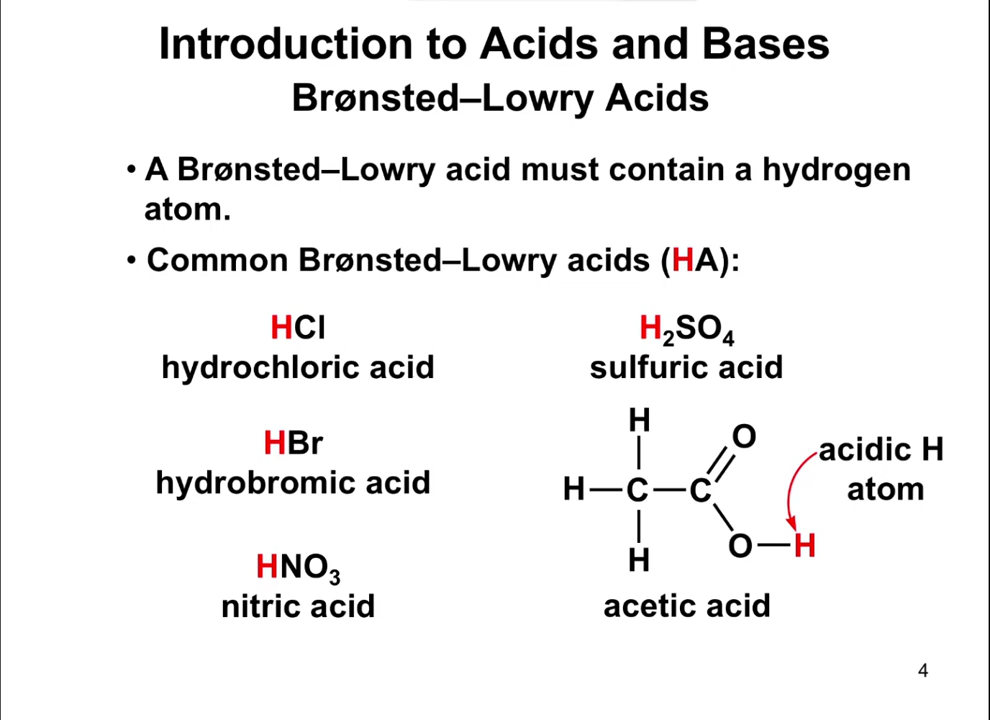 Introduction to Acids and Bases
Brønsted–Lowry Acids
• A Brønsted–Lowry acid must contain a hydrogen
atom.
• Common Brønsted–Lowry acids (HA):
HCl
hydrochloric acid
H₂SO₄
sulfuric acid
HBr
hydrobromic acid
HNO₃
nitric acid
H
O
H—C—C
H
O—H
acidic H
atom
acetic acid
4